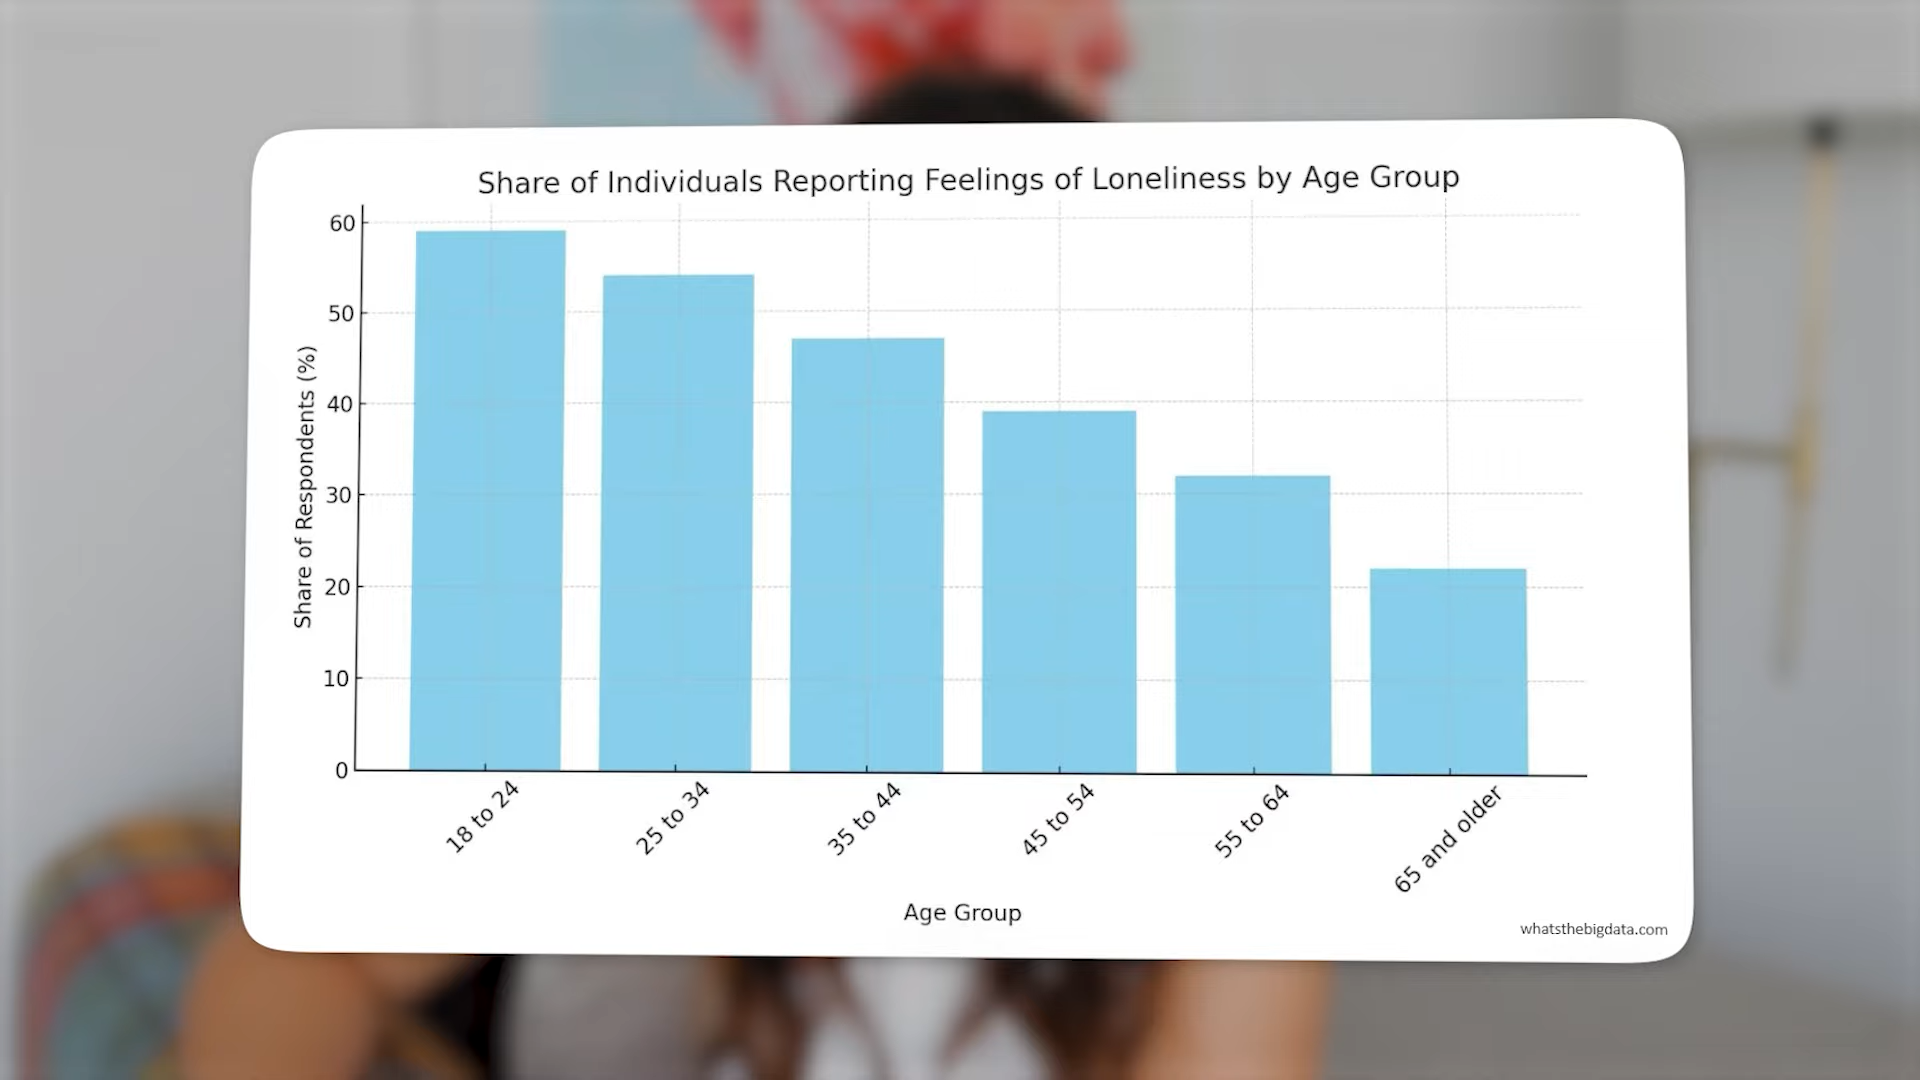 Share of Individuals Reporting Feelings of Loneliness by Age Group
60
50
40
30
20
10
0
Share of Respondents (%)
18 to 24
25 to 34
35 to 44
45 to 54
55 to 64
65 and older
Age Group
whatsthebigdata.com